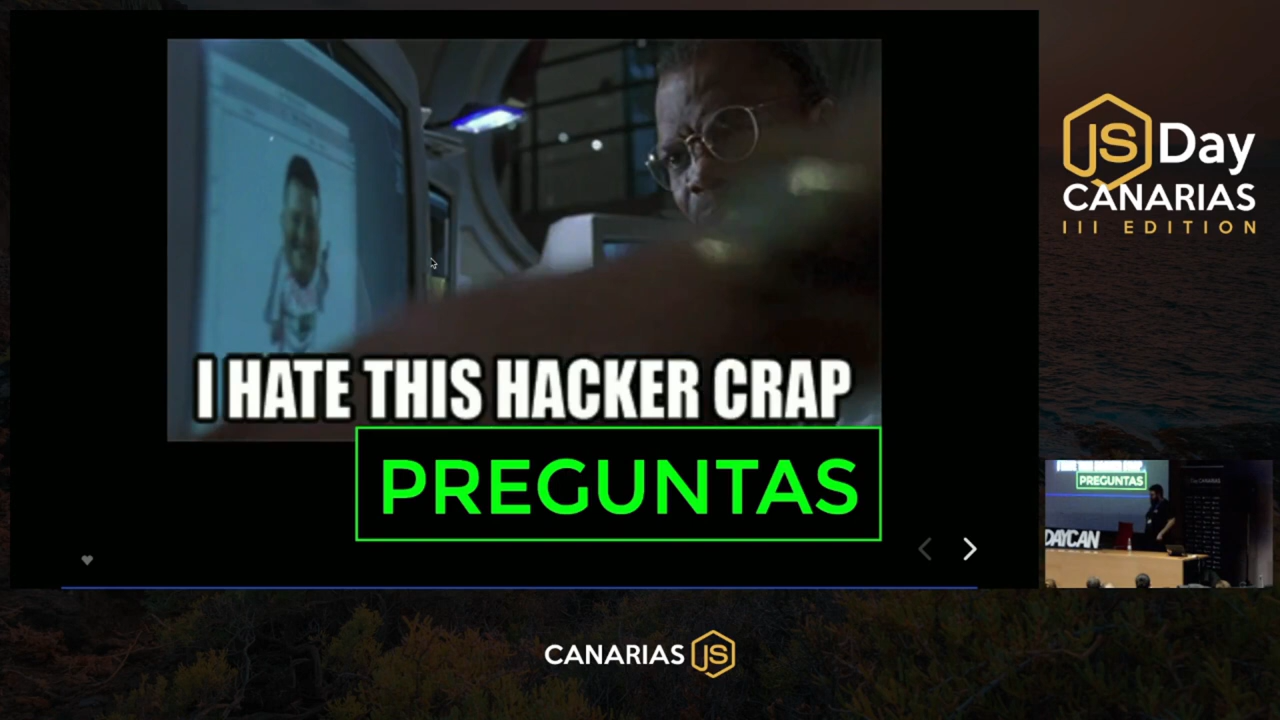 I HATE THIS HACKER CRAP
PREGUNTAS
JS Day
CANARIAS
III EDITION
PREGUNTAS
DAYCAN
CANARIAS JS